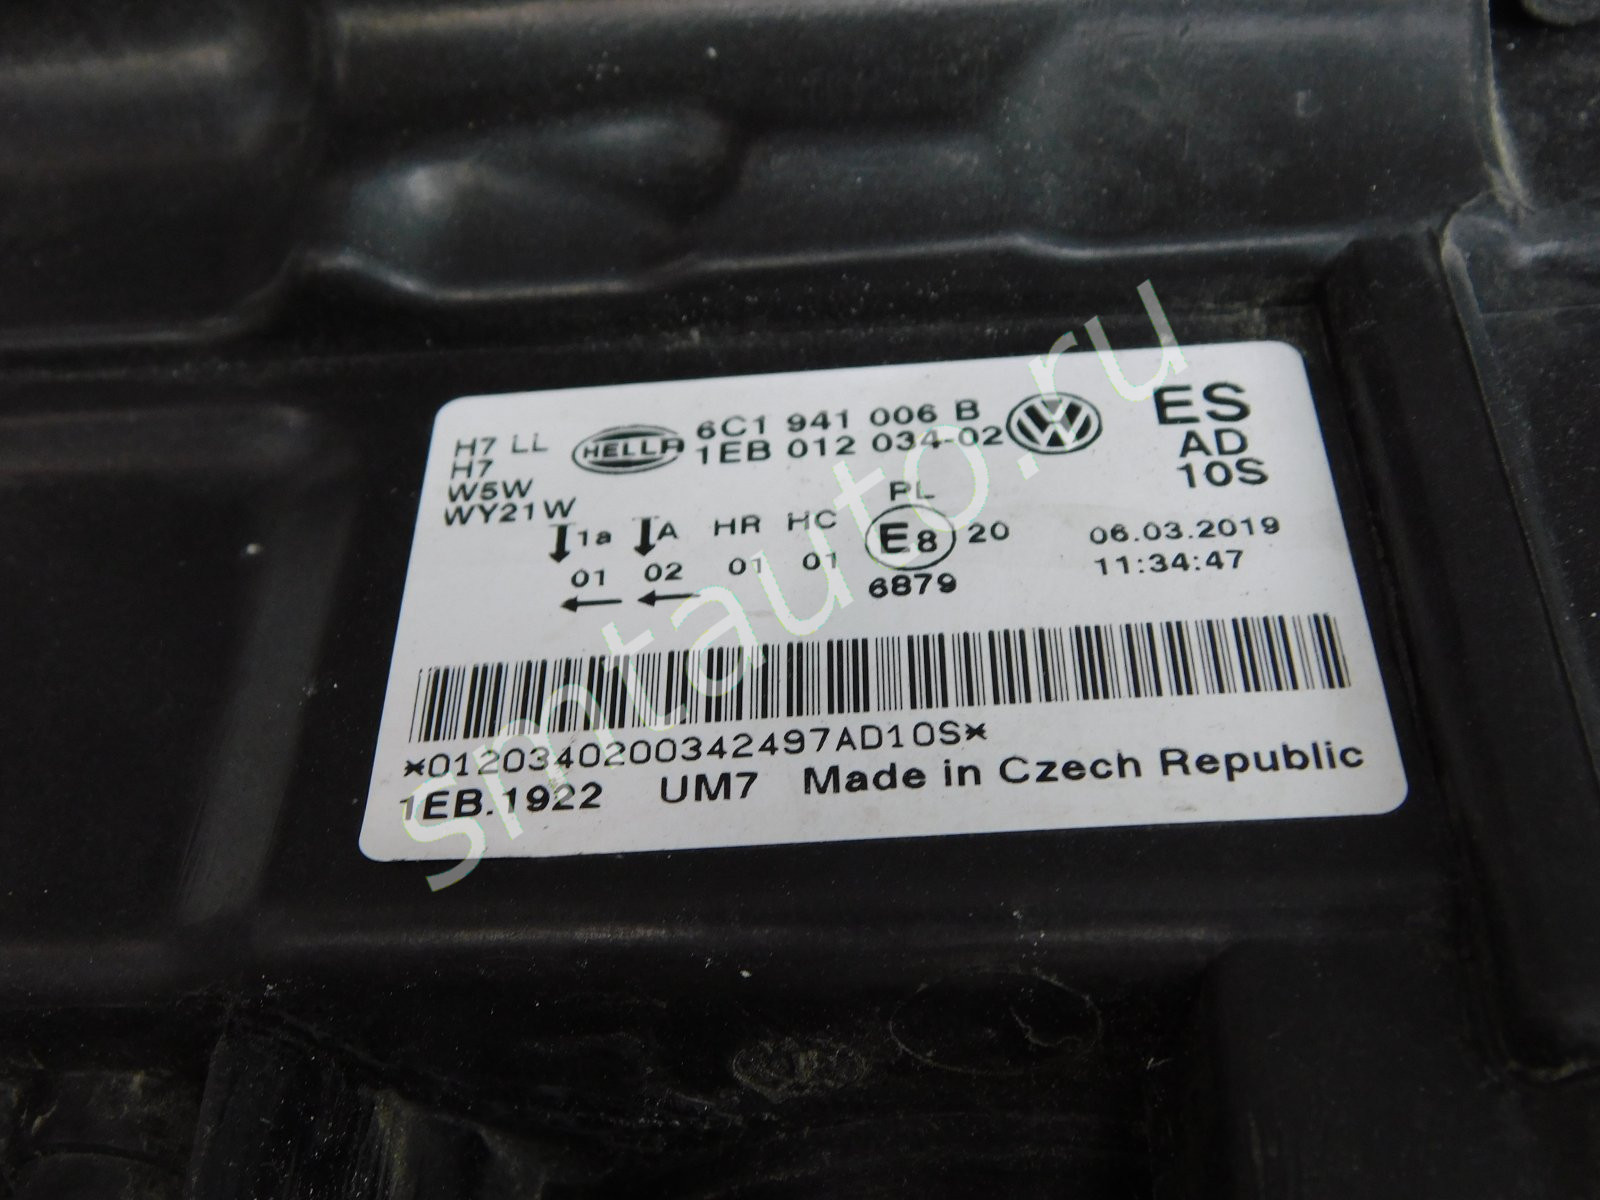 H7 LL
H7
W5W
WY21W
HELLA
6C1 941 006 B
1EB 012 034-02
VW
ES
AD
10S
1a A HR HC PL
01 02 01 01 E8 20
6879
06.03.2019
11:34:47
*0120340200342497AD10S*
1EB.1922 UM7 Made in Czech Republic
smtauto.ru